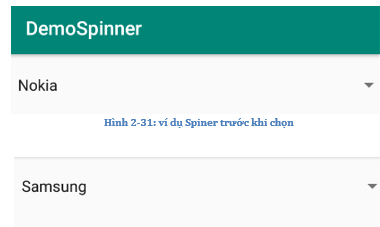 DemoSpinner
Nokia
Hình 2-31: ví dụ Spiner trước khi chọn
Samsung